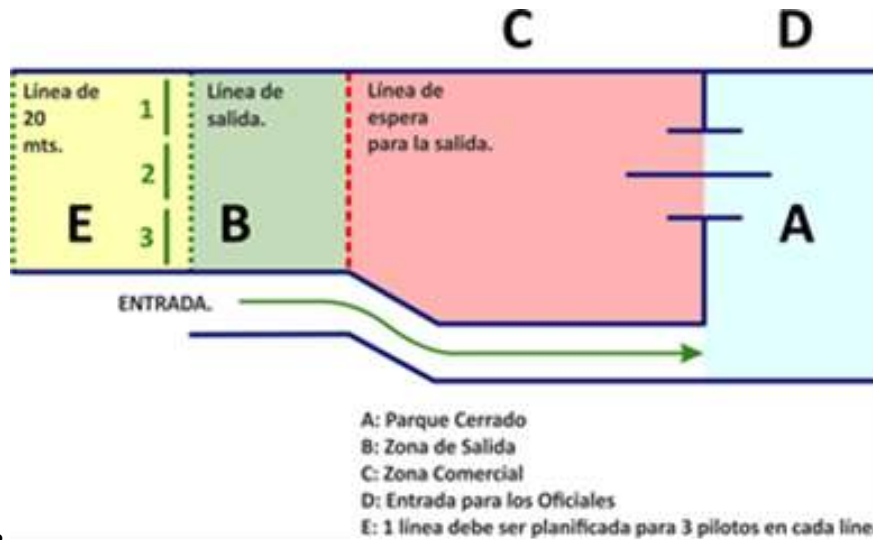 C D
Línea de
20
mts.
1
2
3
E
Línea de
salida.
B
Línea de
espera
para la salida.
A
ENTRADA.
A: Parque Cerrado
B: Zona de Salida
C: Zona Comercial
D: Entrada para los Oficiales
E: 1 línea debe ser planificada para 3 pilotos en cada líne